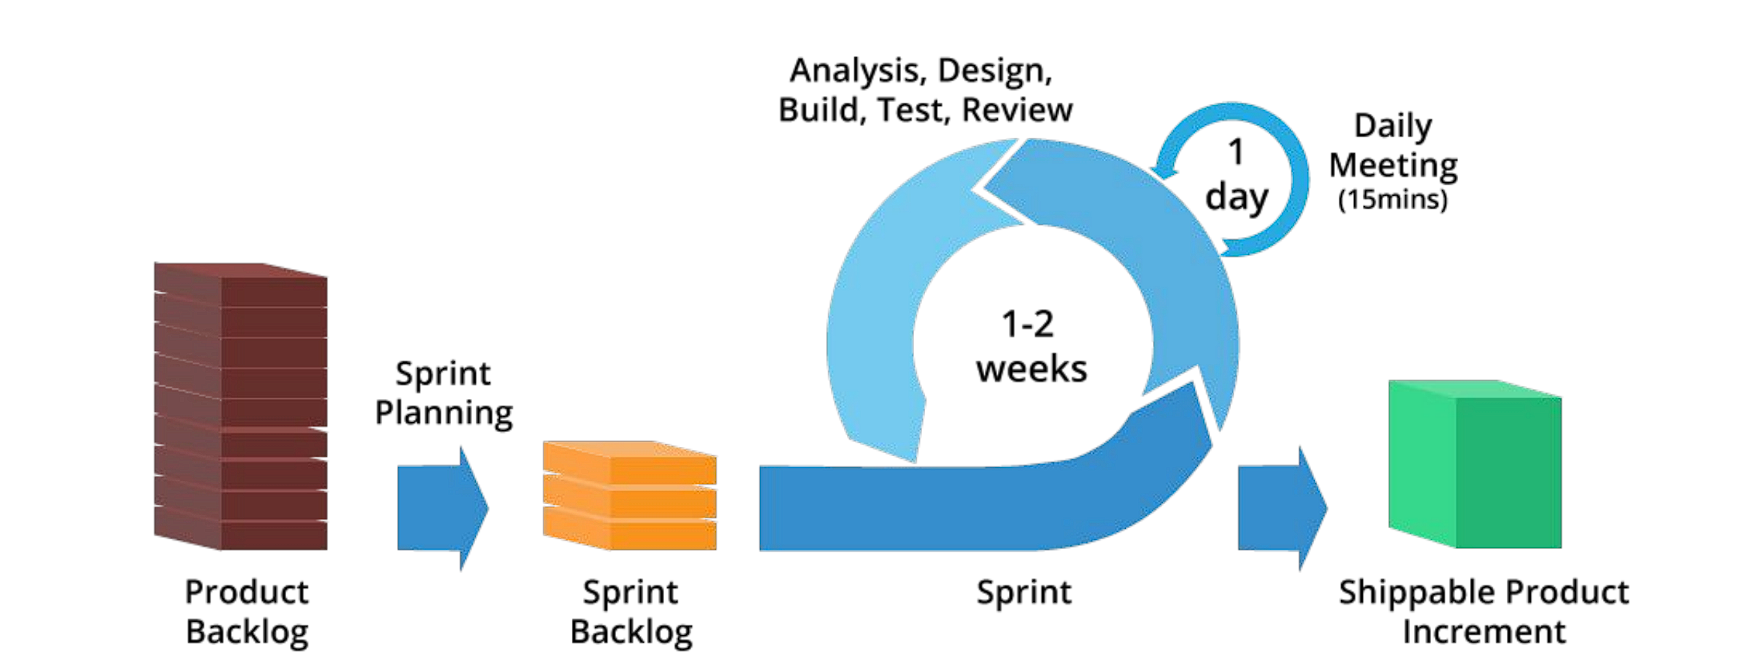 Analysis, Design,
Build, Test, Review
1
day
Daily
Meeting
(15mins)
1-2
weeks
Sprint
Planning
Product
Backlog
Sprint
Backlog
Sprint
Shippable Product
Increment